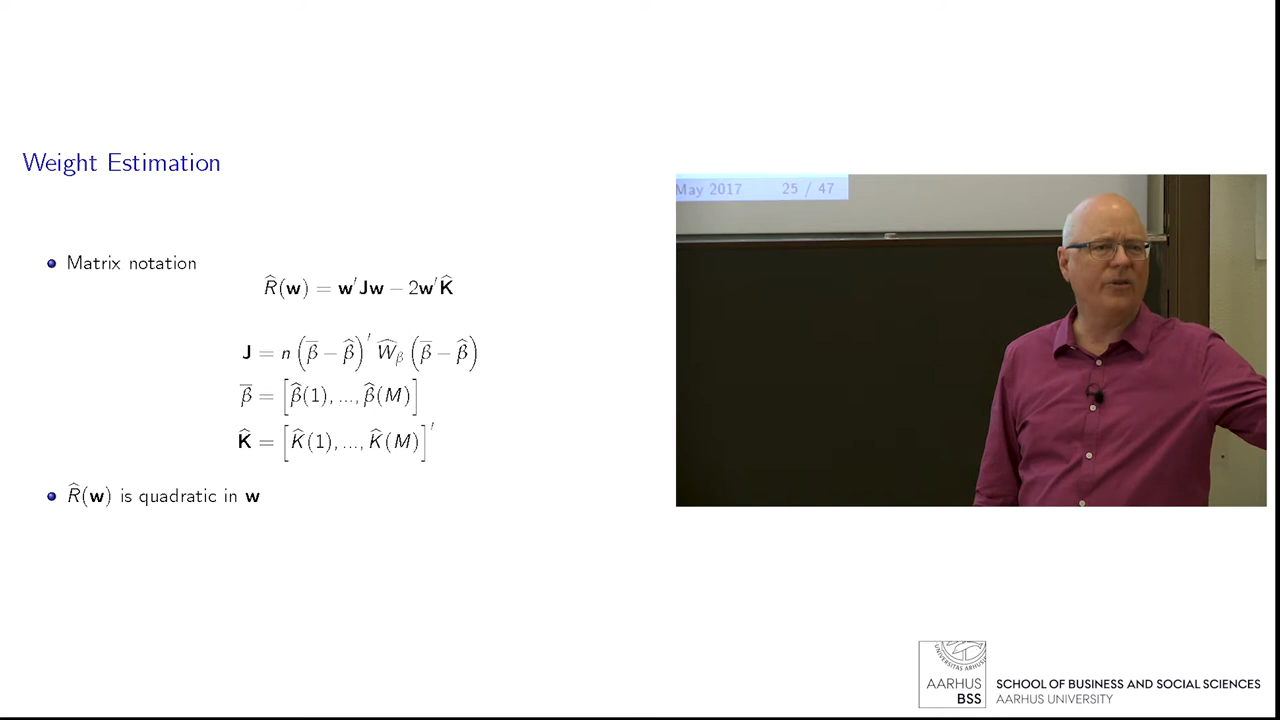 Weight Estimation
Matrix notation
R̂(w) = w′Jw − 2w′K̂
J = n (β̄ − β̂)′ Ŵ_β (β̄ − β̂)
β̄ = [β̂(1), ..., β̂(M)]
K̂ = [K̂(1), ..., K̂(M)]′
R̂(w) is quadratic in w
May 2017 25 / 47
AARHUS
BSS
SCHOOL OF BUSINESS AND SOCIAL SCIENCES
AARHUS UNIVERSITY